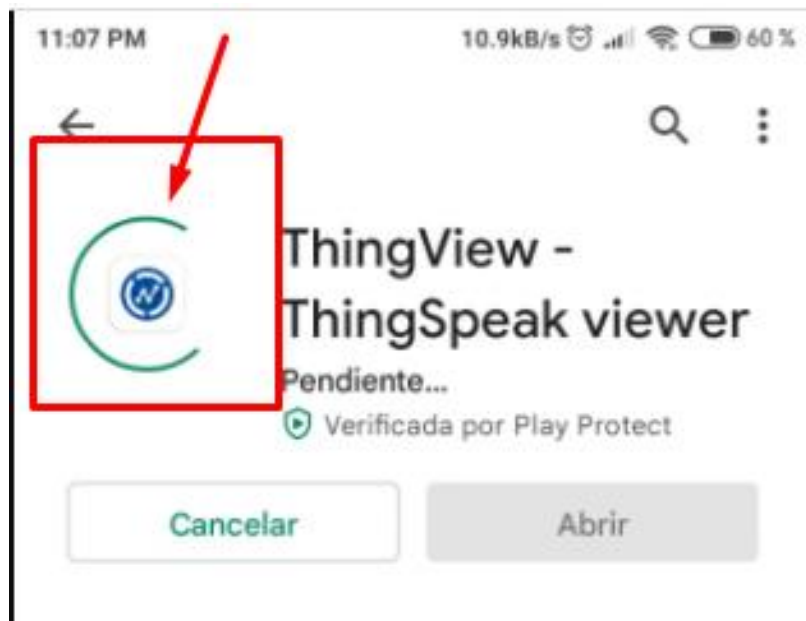 11:07 PM 10.9kB/s 60 %
ThingView -
ThingSpeak viewer
Pendiente...
Verificada por Play Protect
Cancelar Abrir